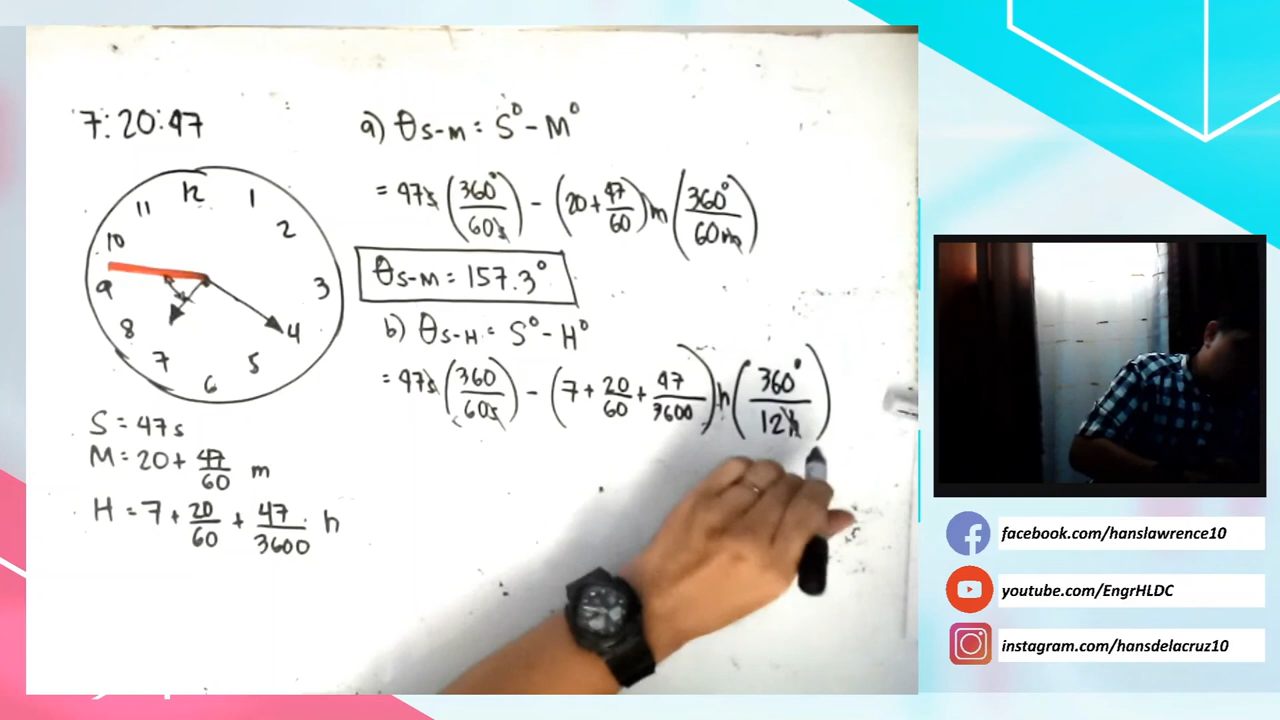 7:20:47
12
1
2
3
4
5
6
7
8
9
10
11
S = 47s
M = 20 + 47/60 m
H = 7 + 20/60 + 47/3600 h
a) θs-m = S° - M°
= 47s (360°/60s) - (20 + 47/60)m (360°/60m)
θs-m = 157.3°
b) θs-H = S° - H°
= 47s (360/60s) - (7 + 20/60 + 47/3600)h (360°/12h)
facebook.com/hanslawrence10
youtube.com/EngrHLDC
instagram.com/hansdelacruz10